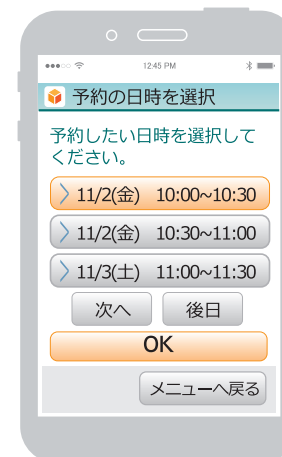 12:45 PM
予約の日時を選択
予約したい日時を選択して
ください。
11/2(金) 10:00~10:30
11/2(金) 10:30~11:00
11/3(土) 11:00~11:30
次へ 後日
OK
メニューへ戻る